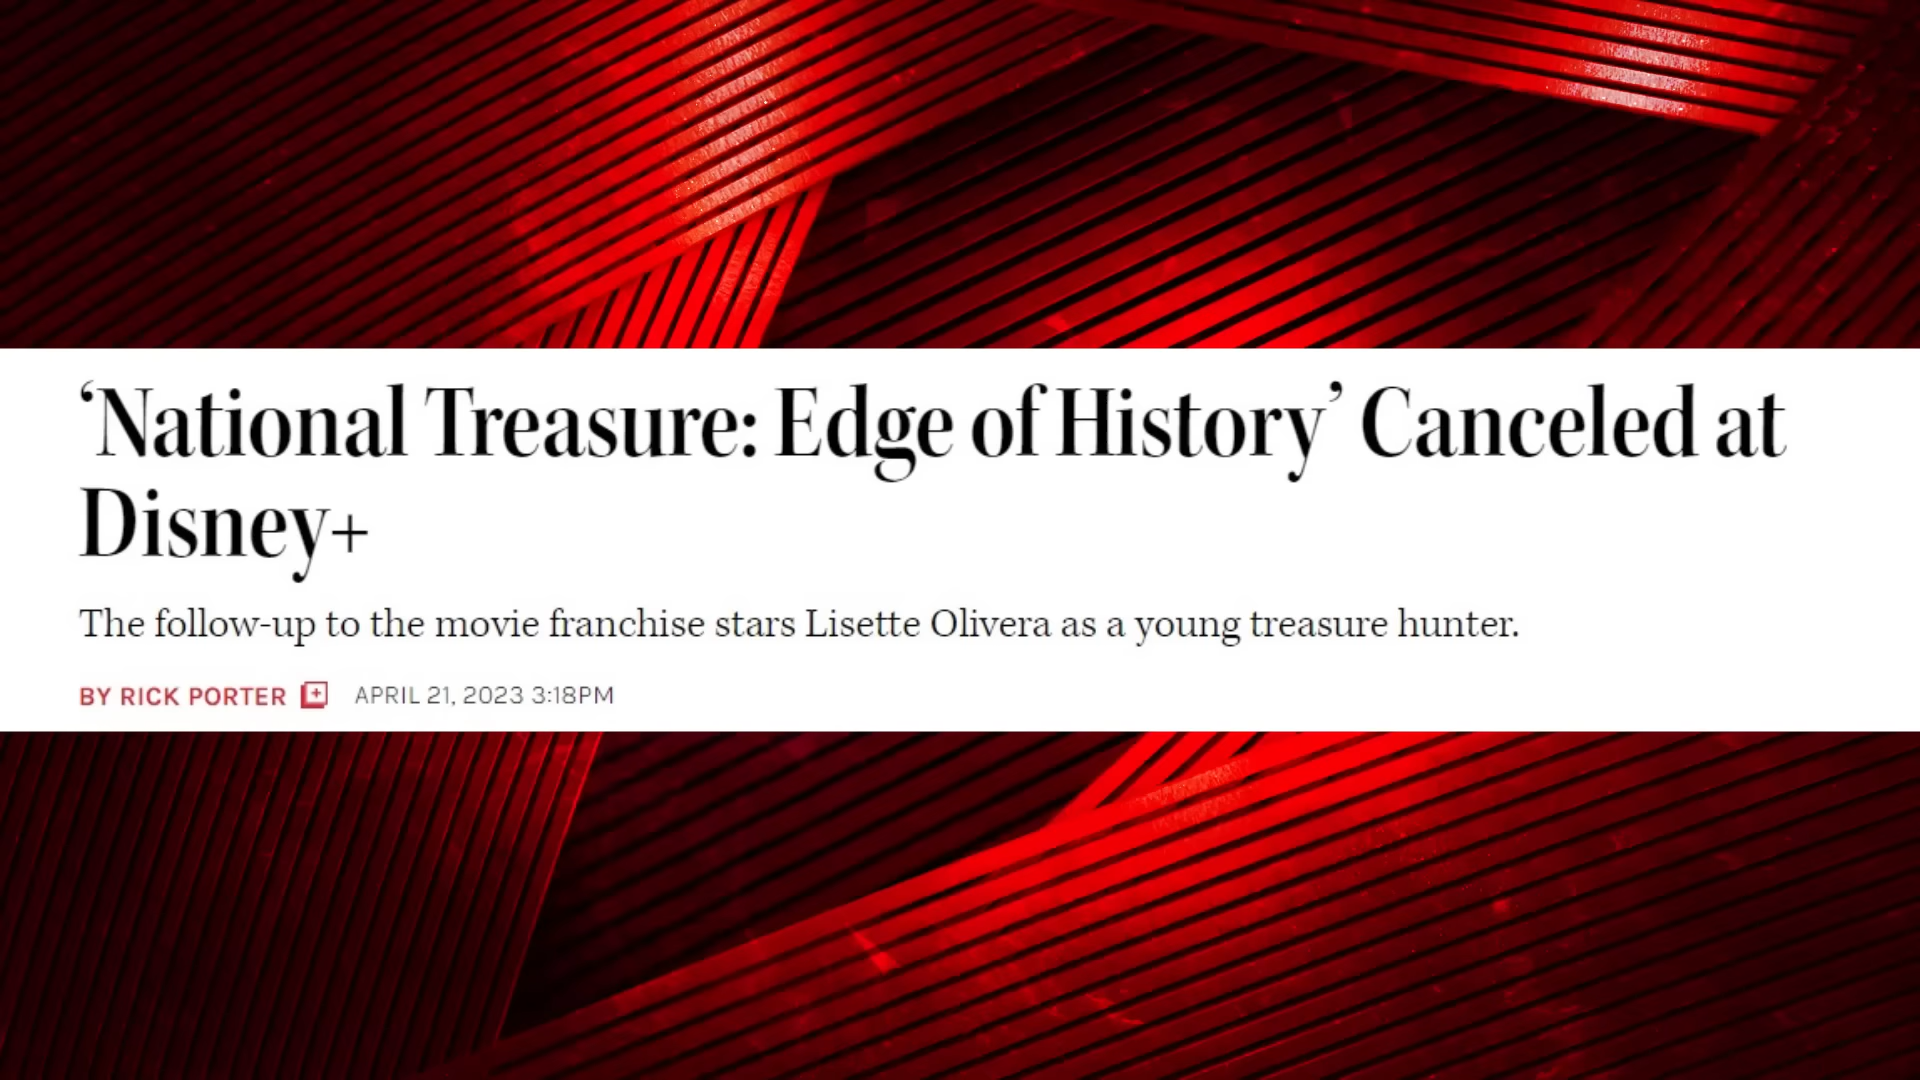 ‘National Treasure: Edge of History’ Canceled at
Disney+
The follow-up to the movie franchise stars Lisette Olivera as a young treasure hunter.
BY RICK PORTER APRIL 21, 2023 3:18PM